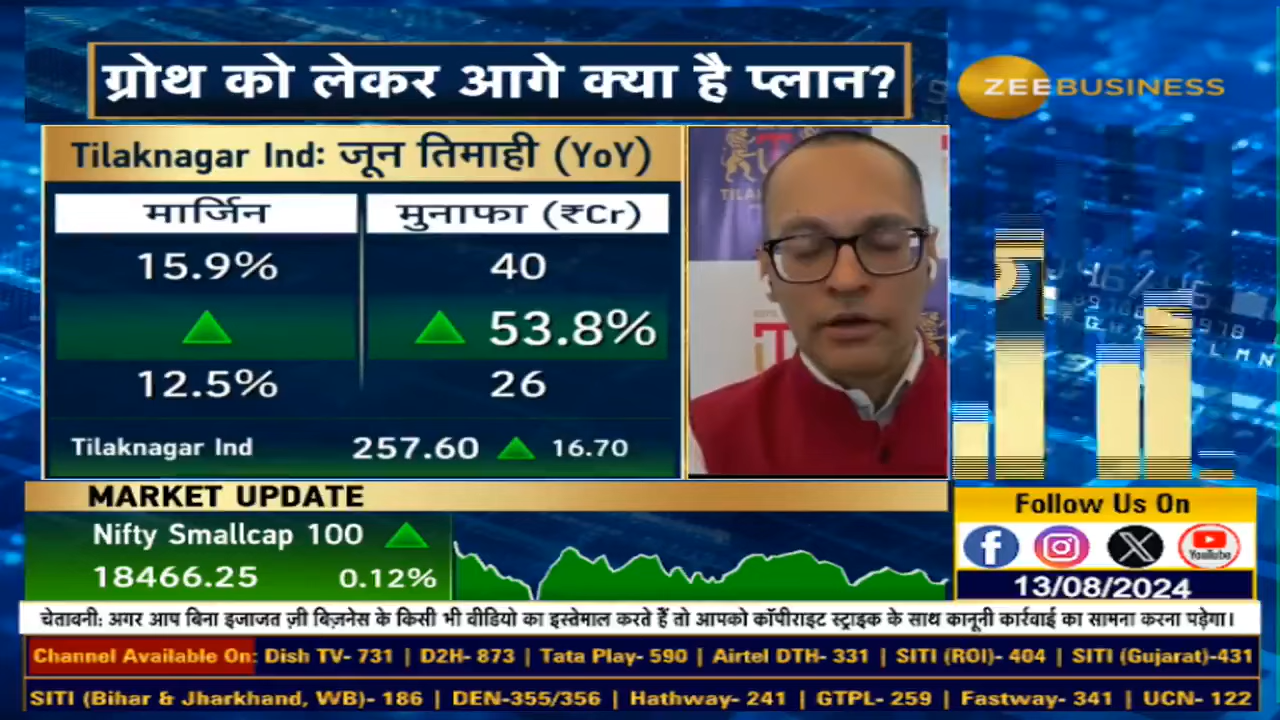 ग्रोथ को लेकर आगे क्या है प्लान?
ZEEBUSINESS
Tilaknagar Ind: जून तिमाही (YoY)
मार्जिन मुनाफा (₹Cr)
15.9% 40
53.8%
12.5% 26
Tilaknagar Ind 257.60 16.70
MARKET UPDATE
Nifty Smallcap 100
18466.25 0.12%
Follow Us On
YouTube
13/08/2024
चेतावनी: अगर आप बिना इजाजत ज़ी बिज़नेस के किसी भी वीडियो का इस्तेमाल करते हैं तो आपको कॉपीराइट स्ट्राइक के साथ कानूनी कार्रवाई का सामना करना पड़ेगा।
Channel Available On: Dish TV- 731 | D2H- 873 | Tata Play- 590 | Airtel DTH- 331 | SITI (ROI)- 404 | SITI (Gujarat)-431
SITI (Bihar & Jharkhand, WB)- 186 | DEN-355/356 | Hathway- 241 | GTPL- 259 | Fastway- 341 | UCN- 122